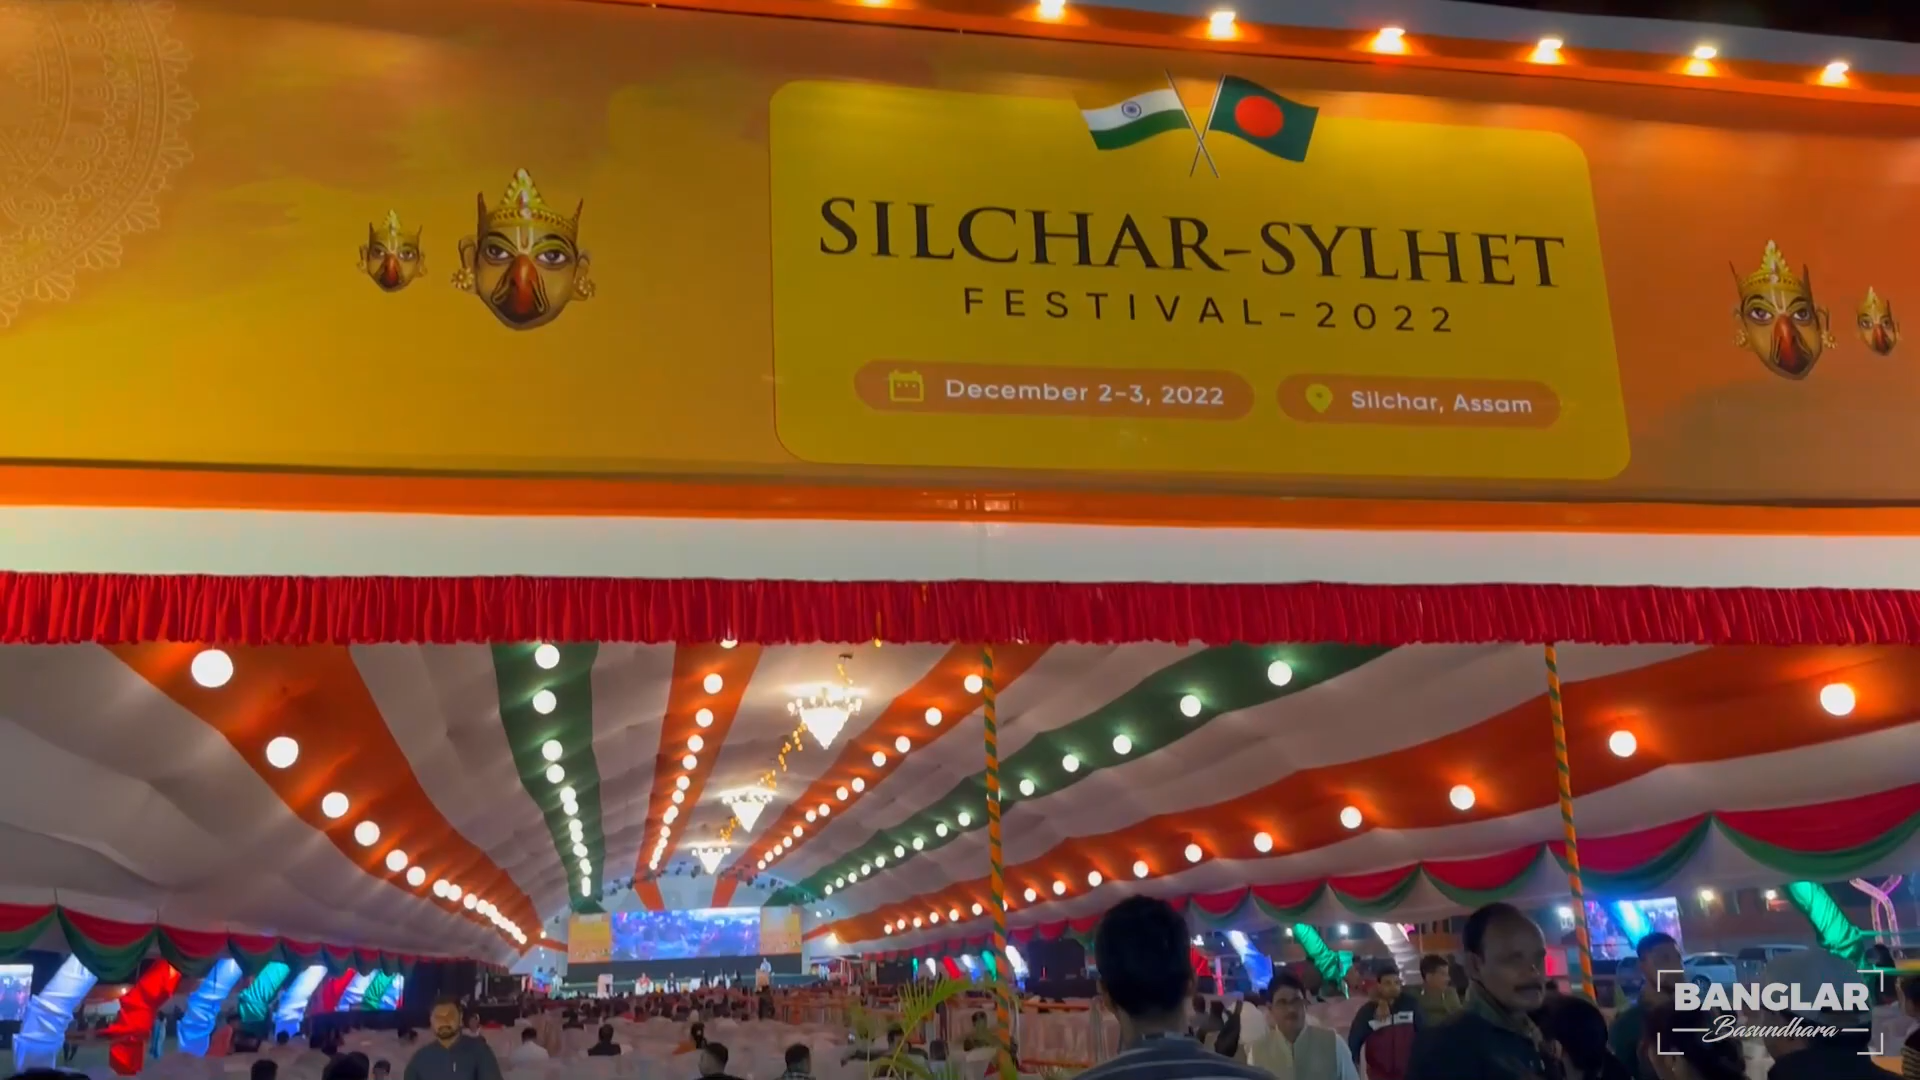 SILCHAR-SYLHET
FESTIVAL-2022
December 2-3, 2022
Silchar, Assam
BANGLAR
Basundhara